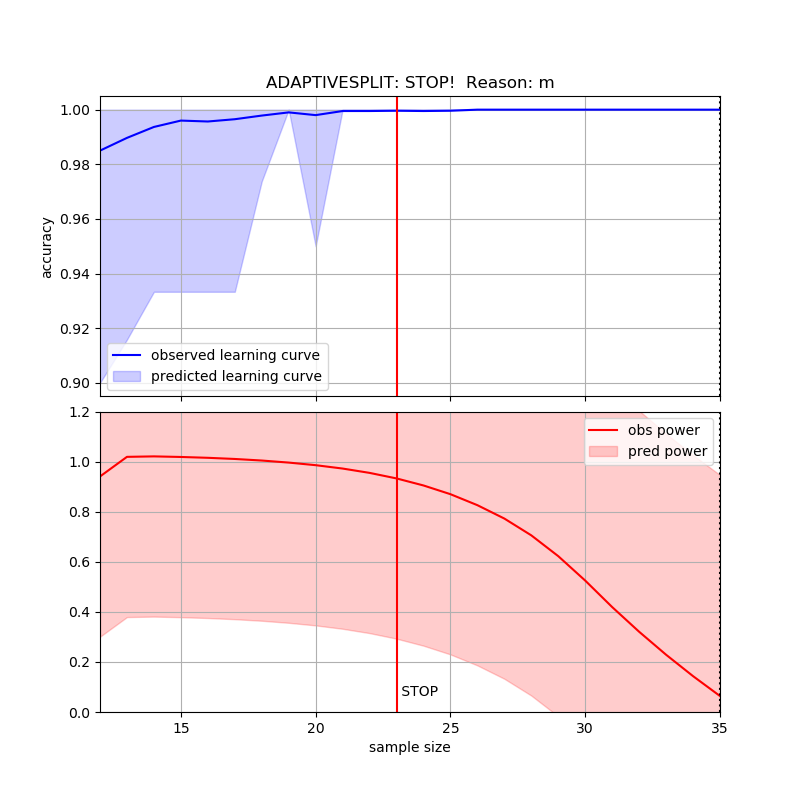 ADAPTIVESPLIT: STOP!  Reason: m
1.00
0.98
0.96
0.94
0.92
0.90
accuracy
observed learning curve
predicted learning curve
1.2
1.0
0.8
0.6
0.4
0.2
0.0
obs power
pred power
STOP
15 20 25 30 35
sample size